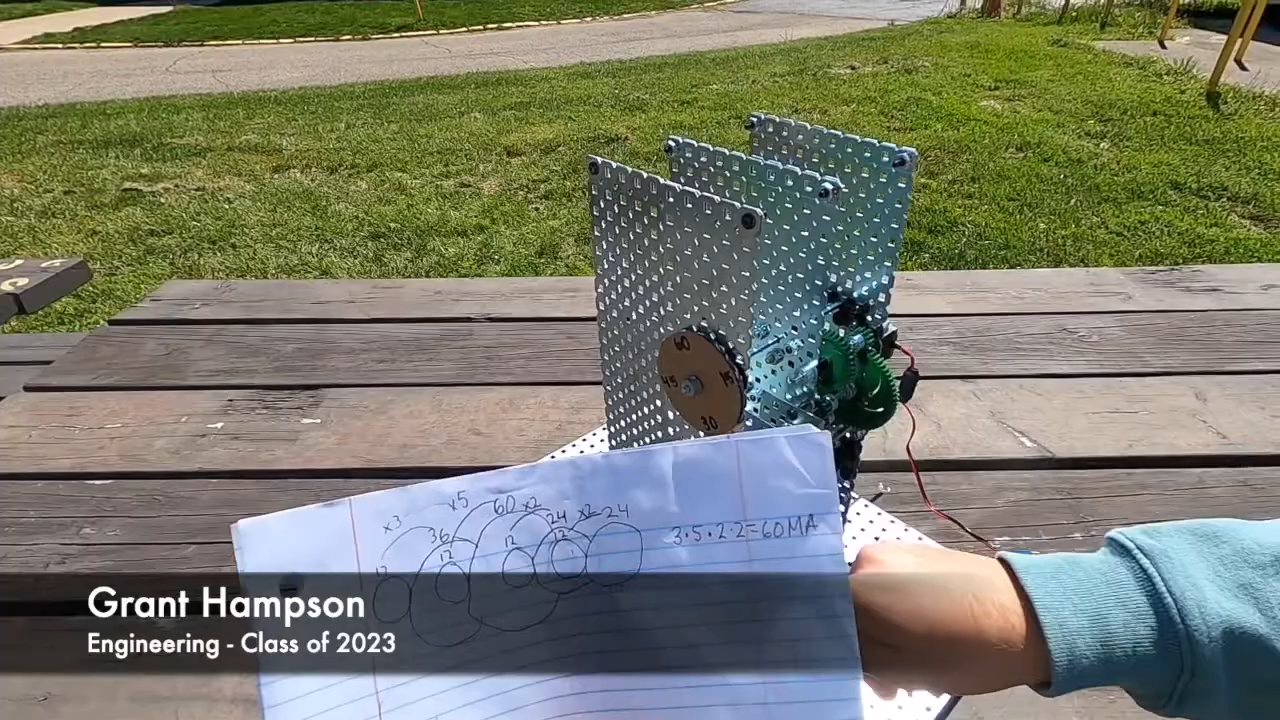 60
45 15
30
x3 x5 60 x2 24 x2 24
36 12 12
12
12
3·5·2·2=60MA
Grant Hampson
Engineering - Class of 2023